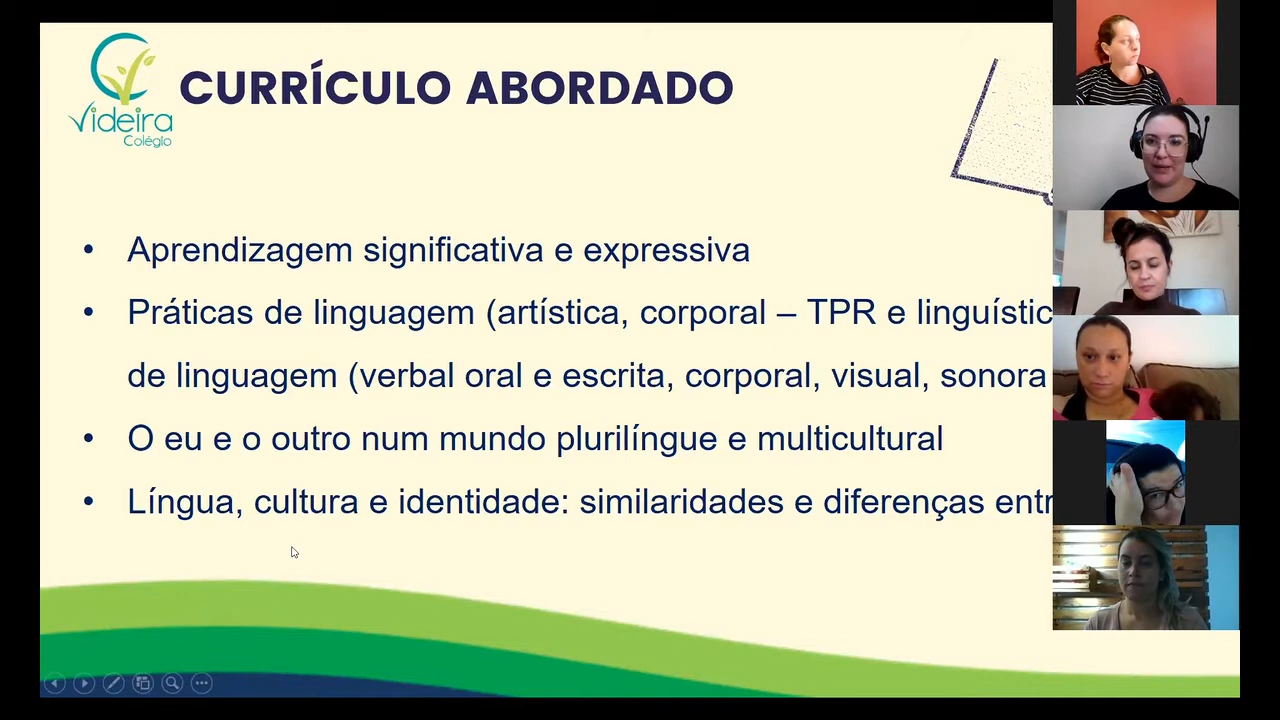 Videira
Colégio
CURRÍCULO ABORDADO
• Aprendizagem significativa e expressiva
• Práticas de linguagem (artística, corporal – TPR e linguístic
de linguagem (verbal oral e escrita, corporal, visual, sonora
• O eu e o outro num mundo plurilíngue e multicultural
• Língua, cultura e identidade: similaridades e diferenças entr